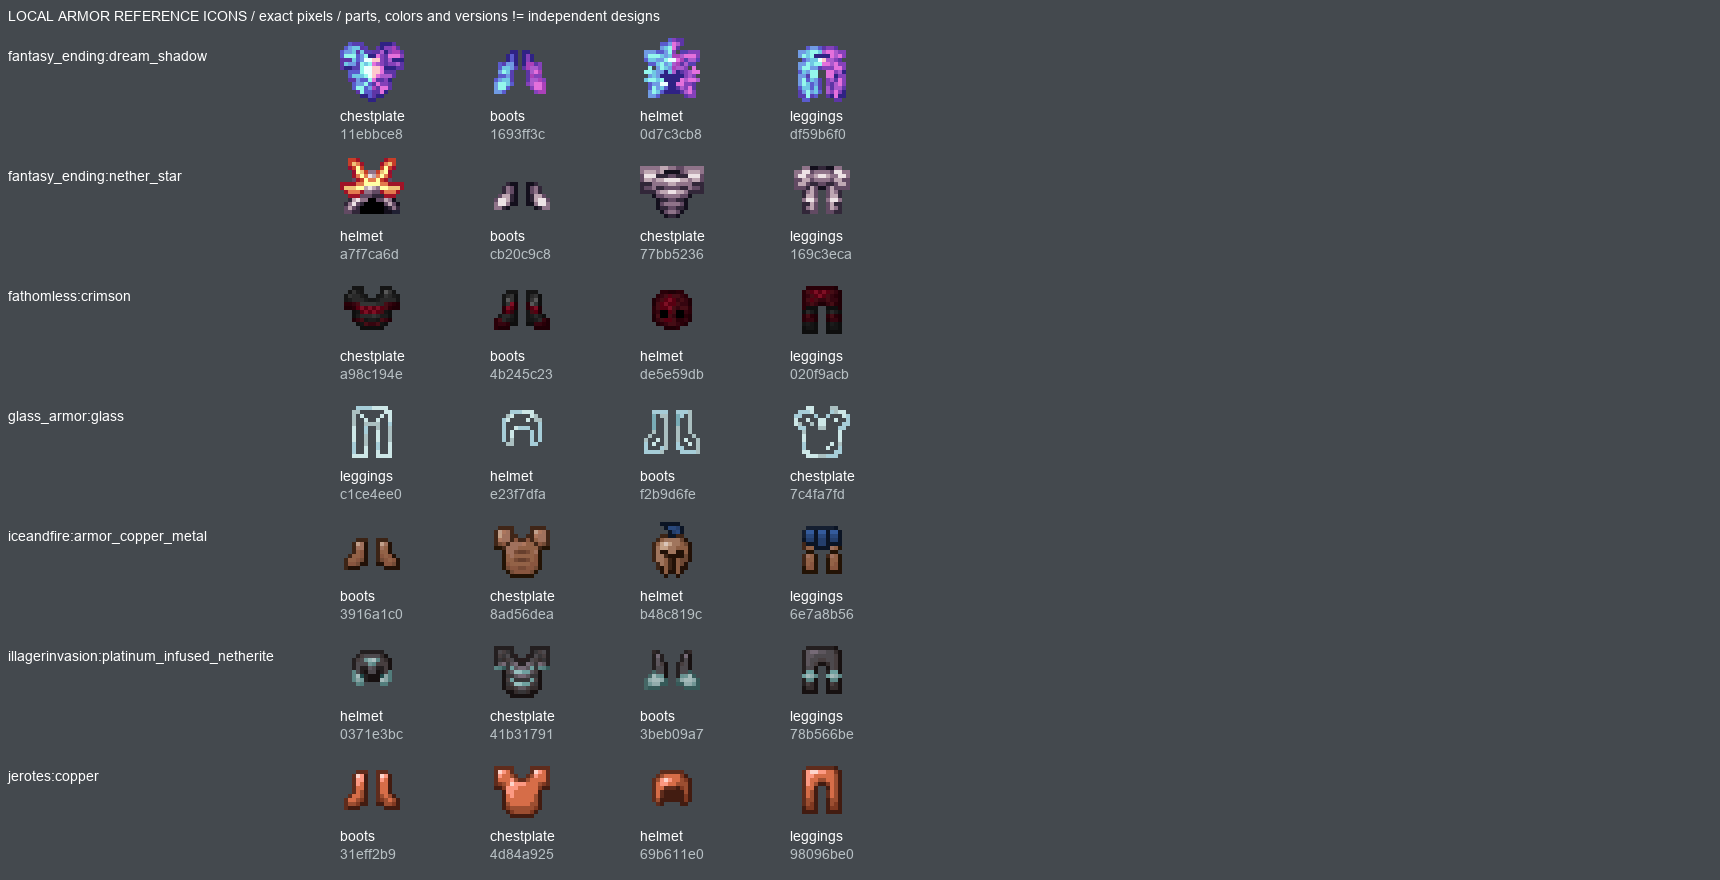 LOCAL ARMOR REFERENCE ICONS / exact pixels / parts, colors and versions != independent designs
fantasy_ending:dream_shadow
chestplate boots helmet leggings
11ebbce8 1693ff3c 0d7c3cb8 df59b6f0
fantasy_ending:nether_star
helmet boots chestplate leggings
a7f7ca6d cb20c9c8 77bb5236 169c3eca
fathomless:crimson
chestplate boots helmet leggings
a98c194e 4b245c23 de5e59db 020f9acb
glass_armor:glass
leggings helmet boots chestplate
c1ce4ee0 e23f7dfa f2b9d6fe 7c4fa7fd
iceandfire:armor_copper_metal
boots chestplate helmet leggings
3916a1c0 8ad56dea b48c819c 6e7a8b56
illagerinvasion:platinum_infused_netherite
helmet chestplate boots leggings
0371e3bc 41b31791 3beb09a7 78b566be
jerotes:copper
boots chestplate helmet leggings
31eff2b9 4d84a925 69b611e0 98096be0